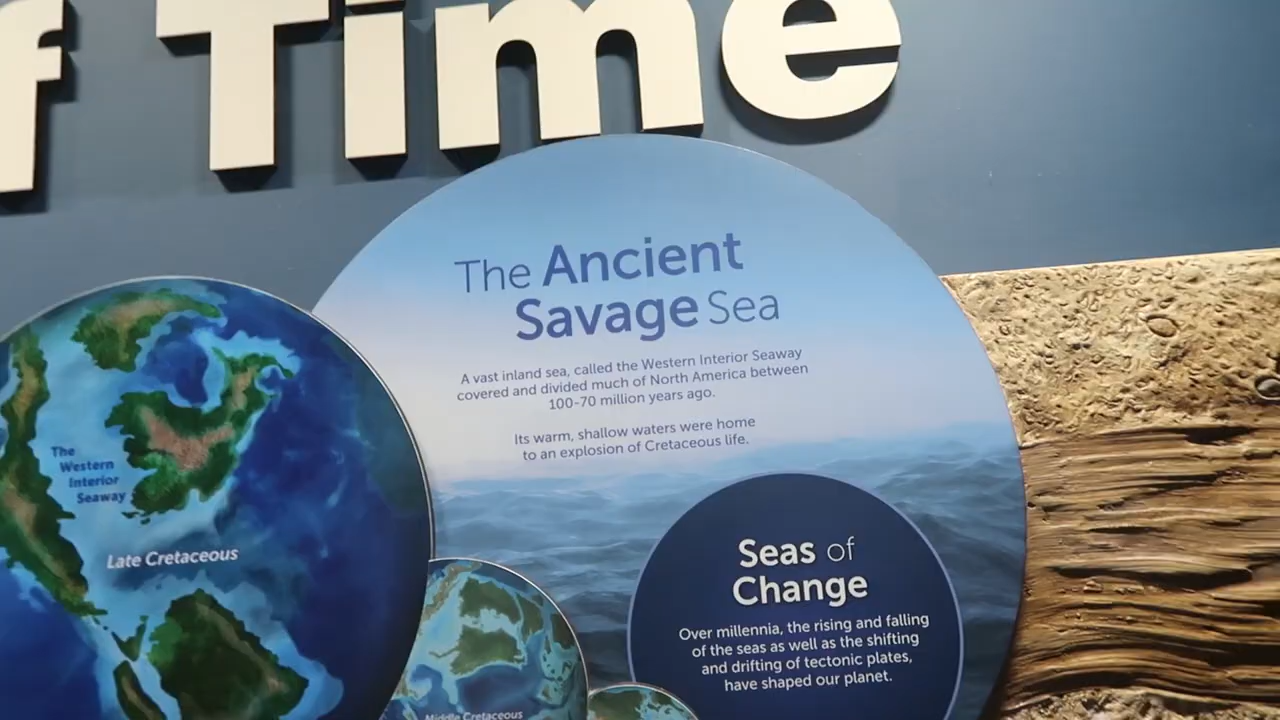 f Time
The Ancient
Savage Sea
A vast inland sea, called the Western Interior Seaway
covered and divided much of North America between
100-70 million years ago.
Its warm, shallow waters were home
to an explosion of Cretaceous life.
The
Western
Interior
Seaway
Late Cretaceous
Seas of
Change
Over millennia, the rising and falling
of the seas as well as the shifting
and drifting of tectonic plates,
have shaped our planet.
Middle Cretaceous